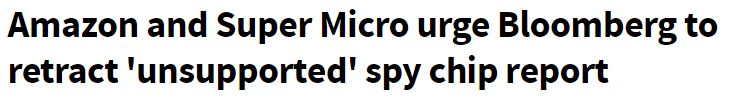 Amazon and Super Micro urge Bloomberg to
retract 'unsupported' spy chip report